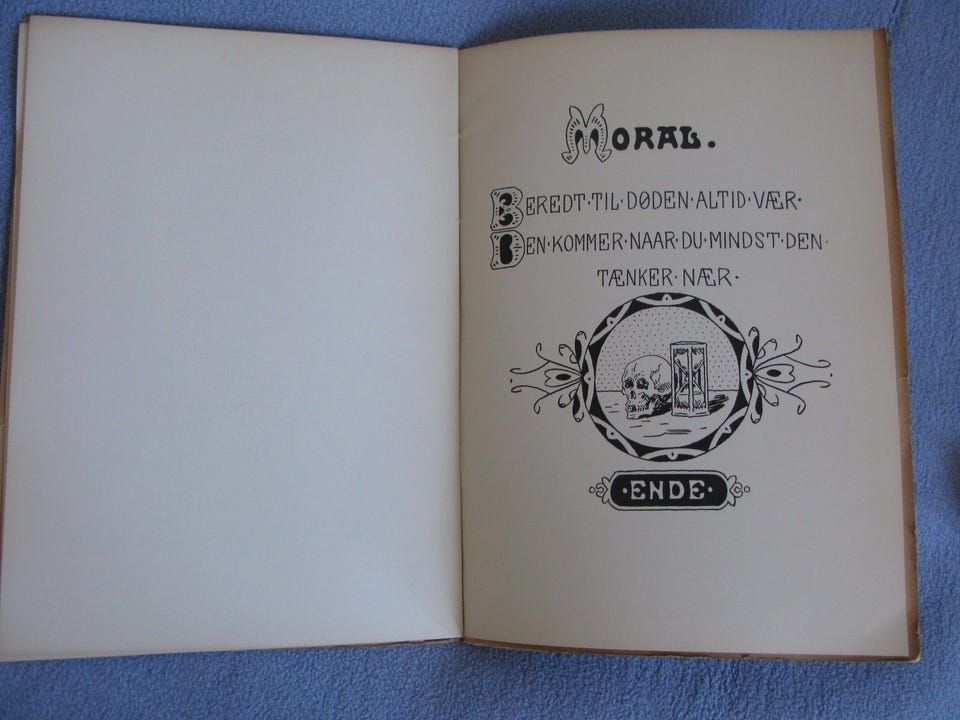 MORAL.
BEREDT·TIL·DØDEN·ALTID·VÆR·
DEN·KOMMER·NAAR·DU·MINDST·DEN·
TÆNKER·NÆR·
·ENDE·